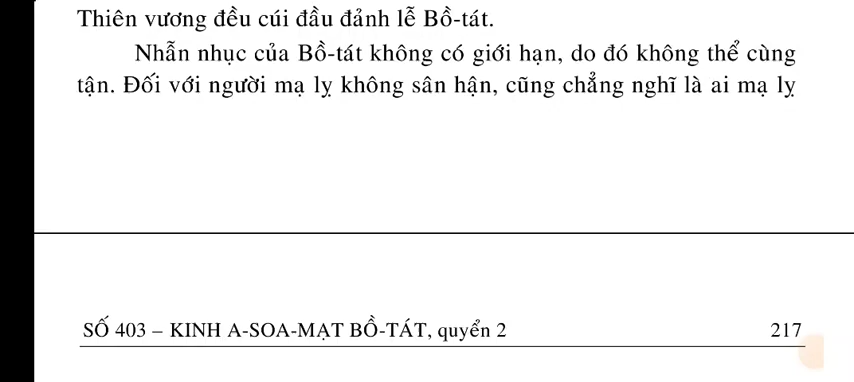 Thiên vương đều cúi đầu đảnh lễ Bồ-tát.
Nhẫn nhục của Bồ-tát không có giới hạn, do đó không thể cùng
tận. Đối với người mạ lỵ không sân hận, cũng chẳng nghĩ là ai mạ lỵ
SỐ 403 – KINH A-SOA-MẠT BỒ-TÁT, quyển 2 217